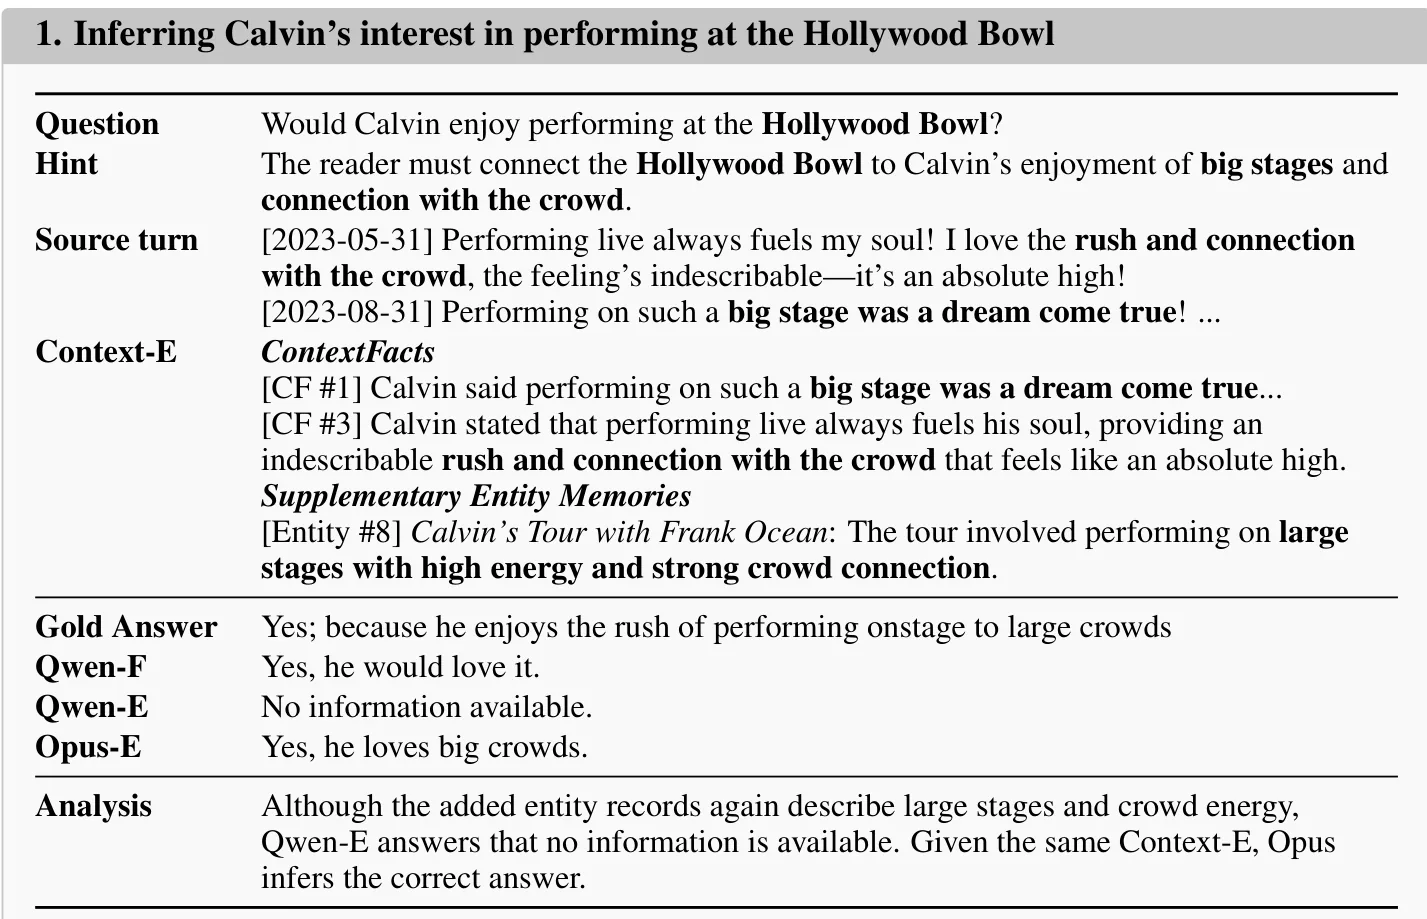 1. Inferring Calvin's interest in performing at the Hollywood Bowl
Question Would Calvin enjoy performing at the Hollywood Bowl?
Hint The reader must connect the Hollywood Bowl to Calvin's enjoyment of big stages and
connection with the crowd.
Source turn [2023-05-31] Performing live always fuels my soul! I love the rush and connection
with the crowd, the feeling's indescribable—it's an absolute high!
[2023-08-31] Performing on such a big stage was a dream come true! ...
Context-E ContextFacts
[CF #1] Calvin said performing on such a big stage was a dream come true...
[CF #3] Calvin stated that performing live always fuels his soul, providing an
indescribable rush and connection with the crowd that feels like an absolute high.
Supplementary Entity Memories
[Entity #8] Calvin's Tour with Frank Ocean: The tour involved performing on large
stages with high energy and strong crowd connection.
Gold Answer Yes; because he enjoys the rush of performing onstage to large crowds
Qwen-F Yes, he would love it.
Qwen-E No information available.
Opus-E Yes, he loves big crowds.
Analysis Although the added entity records again describe large stages and crowd energy,
Qwen-E answers that no information is available. Given the same Context-E, Opus
infers the correct answer.